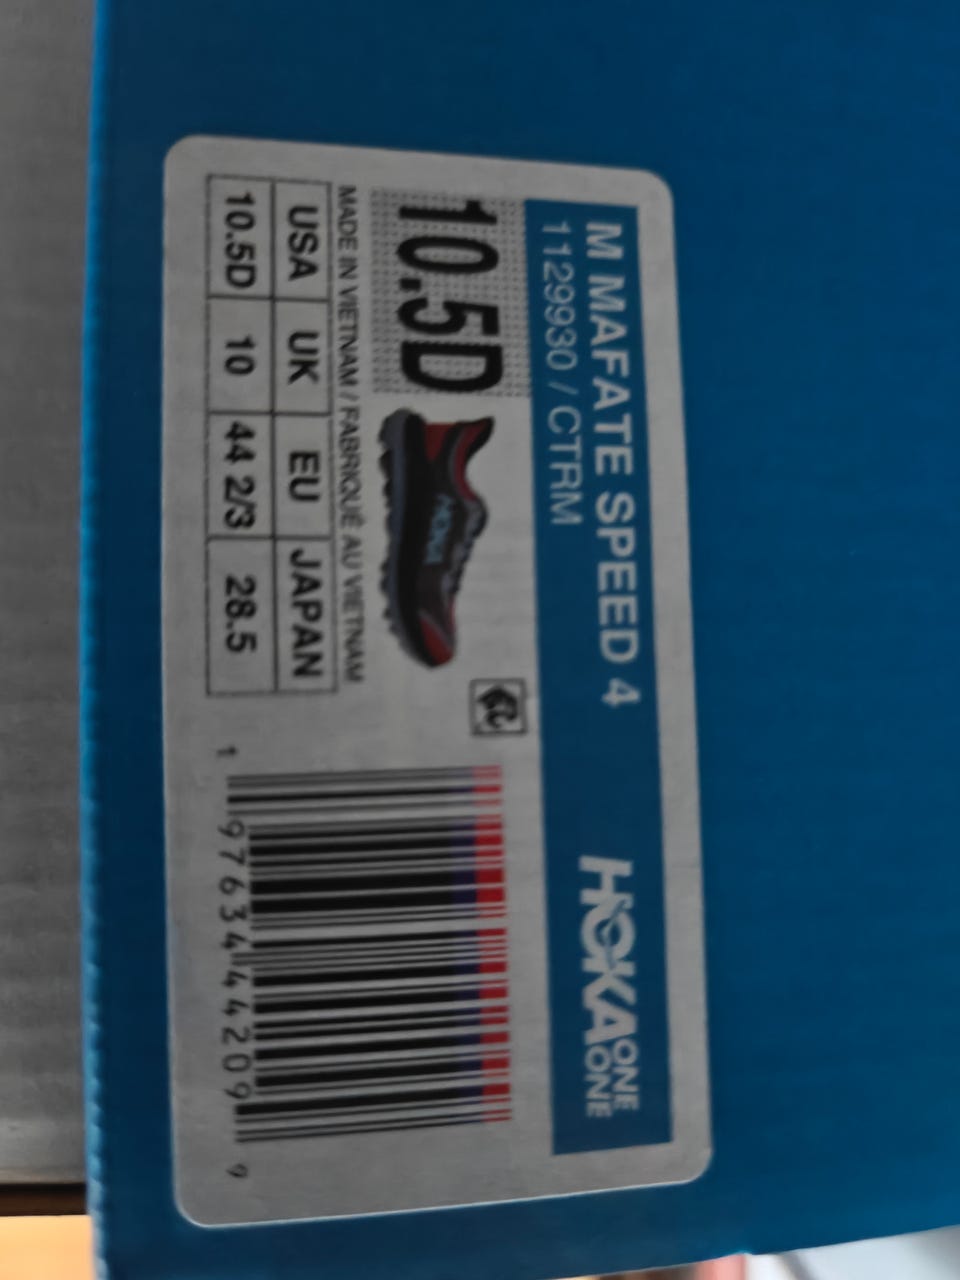 M MAFATE SPEED 4
HOKA ONE ONE
1129930 / CTRM
10.5D
HOKA
MADE IN VIETNAM / FABRIQUÉ AU VIETNAM
USA UK EU JAPAN
10.5D 10 44 2/3 28.5
1 97634 44209 9